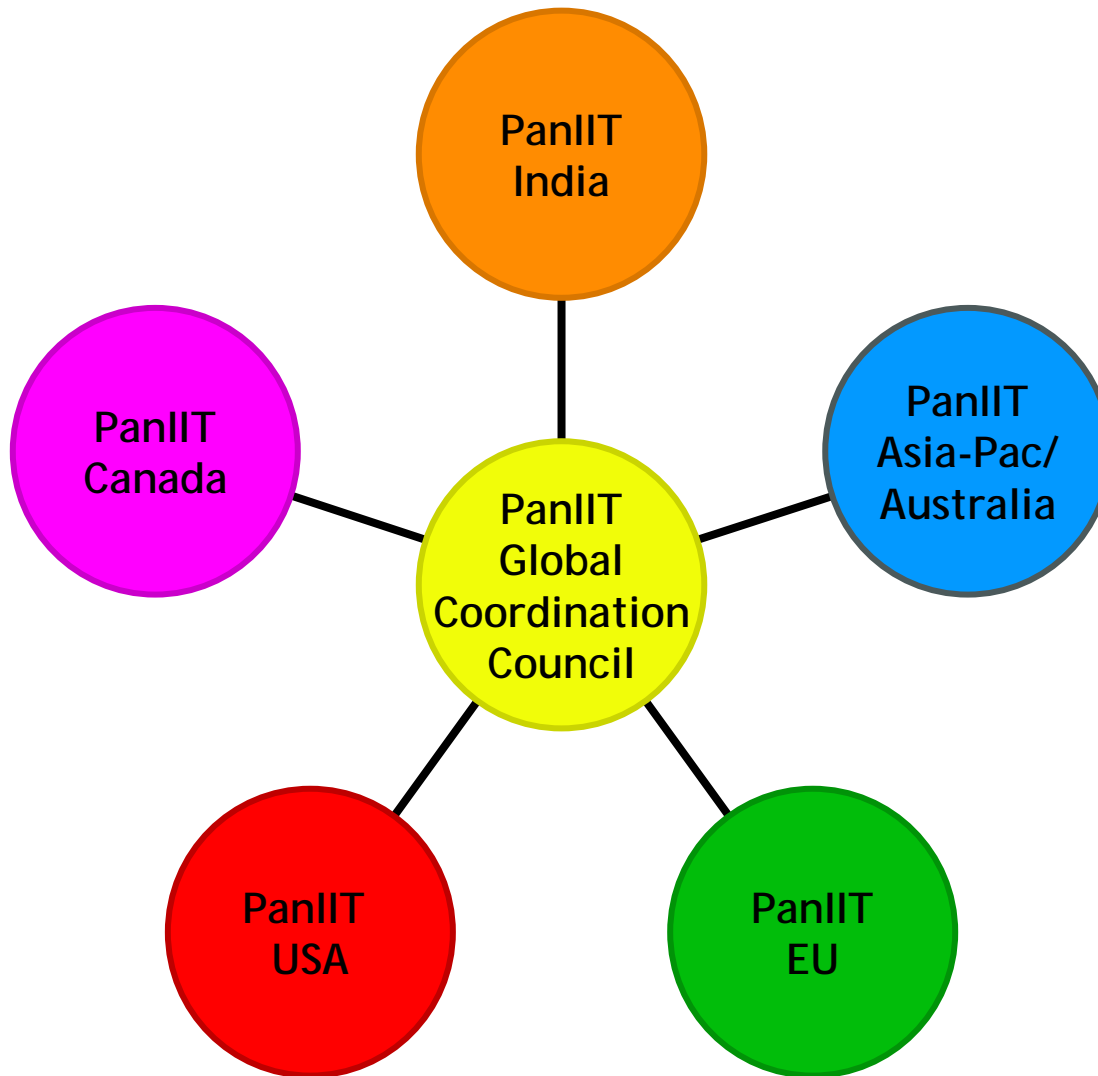 PanIIT
India
PanIIT
Canada
PanIIT
Asia-Pac/
Australia
PanIIT
Global
Coordination
Council
PanIIT
USA
PanIIT
EU